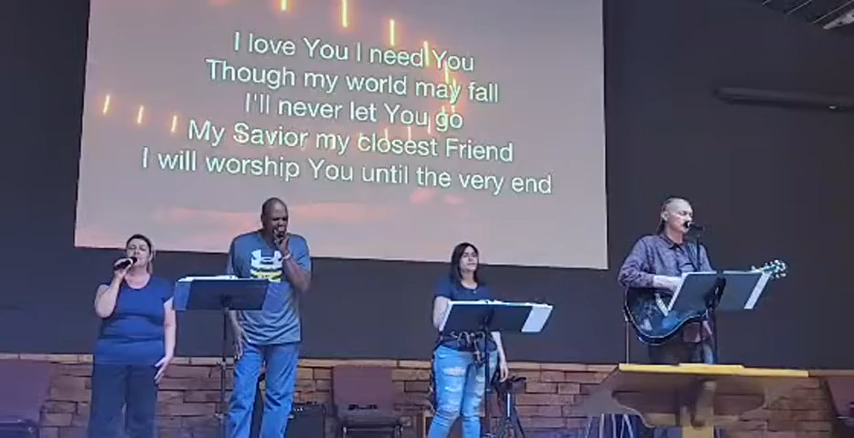 I love You I need You
Though my world may fall
I'll never let You go
My Savior my closest Friend
I will worship You until the very end